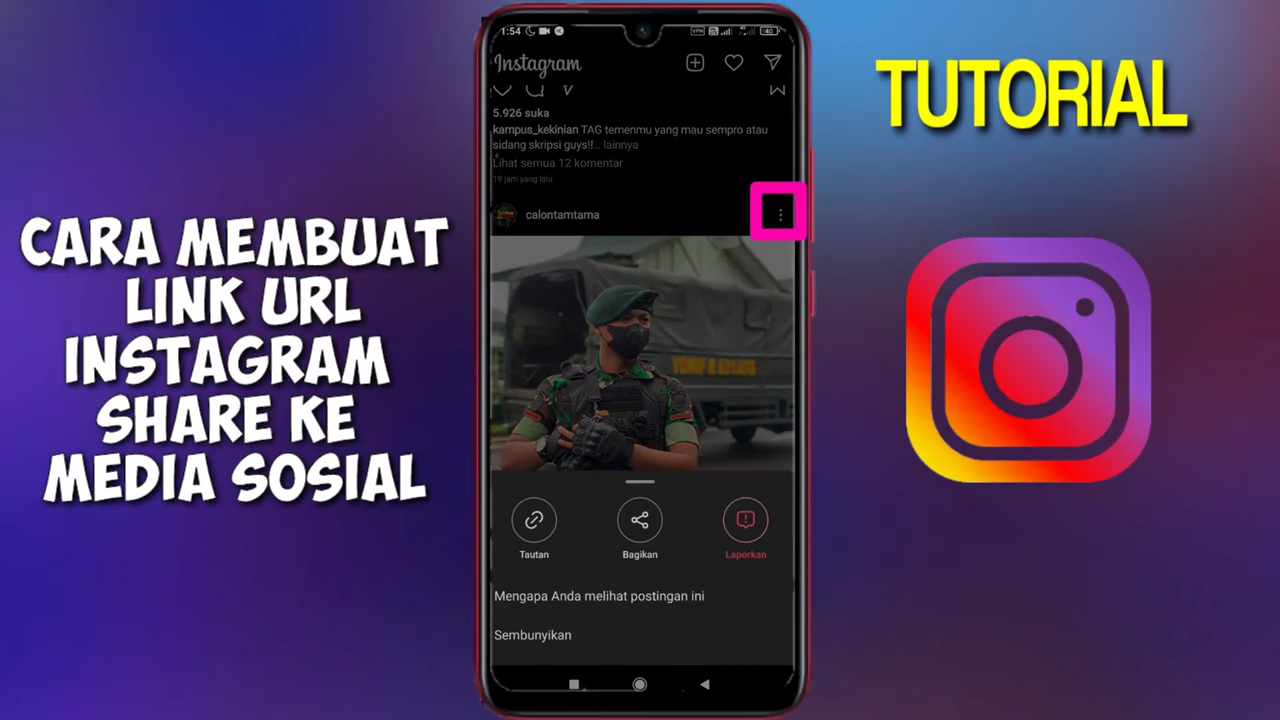 CARA MEMBUAT
LINK URL
INSTAGRAM
SHARE KE
MEDIA SOSIAL
1:54
VPN
40
Instagram
5.926 suka
kampus_kekinian TAG temenmu yang mau sempro atau
sidang skripsi guys!!... lainnya
Lihat semua 12 komentar
19 jam yang lalu
calontamtama
Tautan
Bagikan
Laporkan
Mengapa Anda melihat postingan ini
Sembunyikan
TUTORIAL